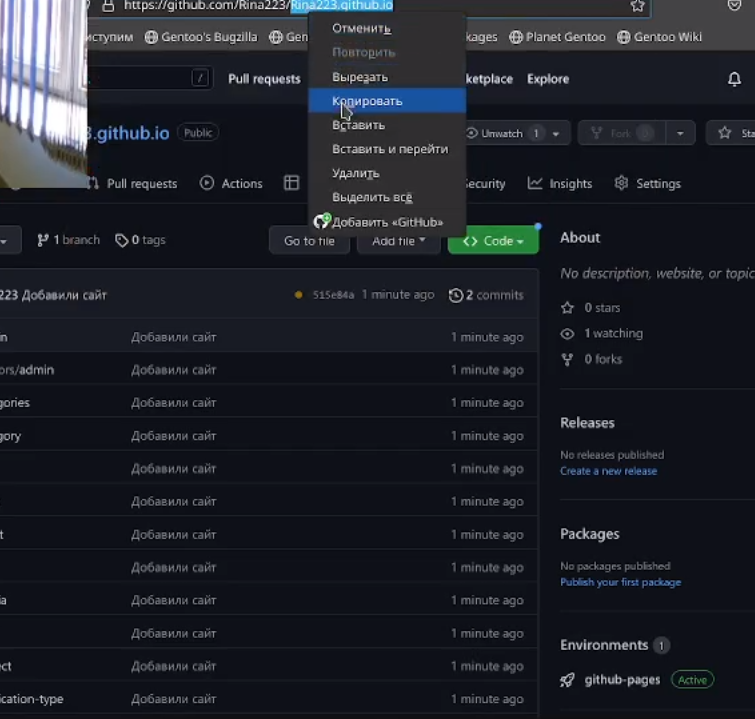 https://github.com/Rina223/Rina223.github.io
иступим Gentoo's Bugzilla Gen kages Planet Gentoo Gentoo Wiki
Отменить
Повторить
Вырезать
Копировать
Вставить
Вставить и перейти
Удалить
Выделить всё
Добавить «GitHub»
/ Pull requests ketplace Explore
3.github.io Public Unwatch 1 Fork 0 Sta
Pull requests Actions ecurity Insights Settings
1 branch 0 tags Go to file Add file Code
223 Добавили сайт 515e84a 1 minute ago 2 commits
n Добавили сайт 1 minute ago
ors/admin Добавили сайт 1 minute ago
gories Добавили сайт 1 minute ago
gory Добавили сайт 1 minute ago
Добавили сайт 1 minute ago
Добавили сайт 1 minute ago
t Добавили сайт 1 minute ago
Добавили сайт 1 minute ago
ia Добавили сайт 1 minute ago
Добавили сайт 1 minute ago
ect Добавили сайт 1 minute ago
ication-type Добавили сайт 1 minute ago
About
No description, website, or topic
0 stars
1 watching
0 forks
Releases
No releases published
Create a new release
Packages
No packages published
Publish your first package
Environments 1
github-pages Active